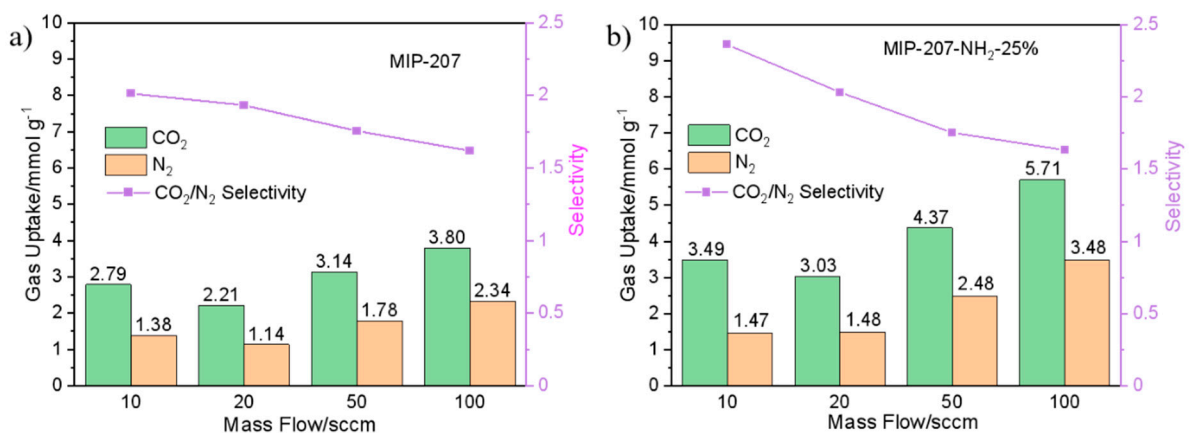 a)
MIP-207
Gas Uptake/mmol g⁻¹
10
9
8
7
6
5
4
3
2
1
0
CO₂
N₂
CO₂/N₂ Selectivity
2.79
1.38
2.21
1.14
3.14
1.78
3.80
2.34
10 20 50 100
Mass Flow/sccm
2.5
2
1.5
1
0.5
0
Selectivity
b)
MIP-207-NH₂-25%
Gas Uptake/mmol g⁻¹
10
9
8
7
6
5
4
3
2
1
0
CO₂
N₂
CO₂/N₂ Selectivity
3.49
1.47
3.03
1.48
4.37
2.48
5.71
3.48
10 20 50 100
Mass Flow/sccm
2.5
2
1.5
1
0.5
0
Selectivity